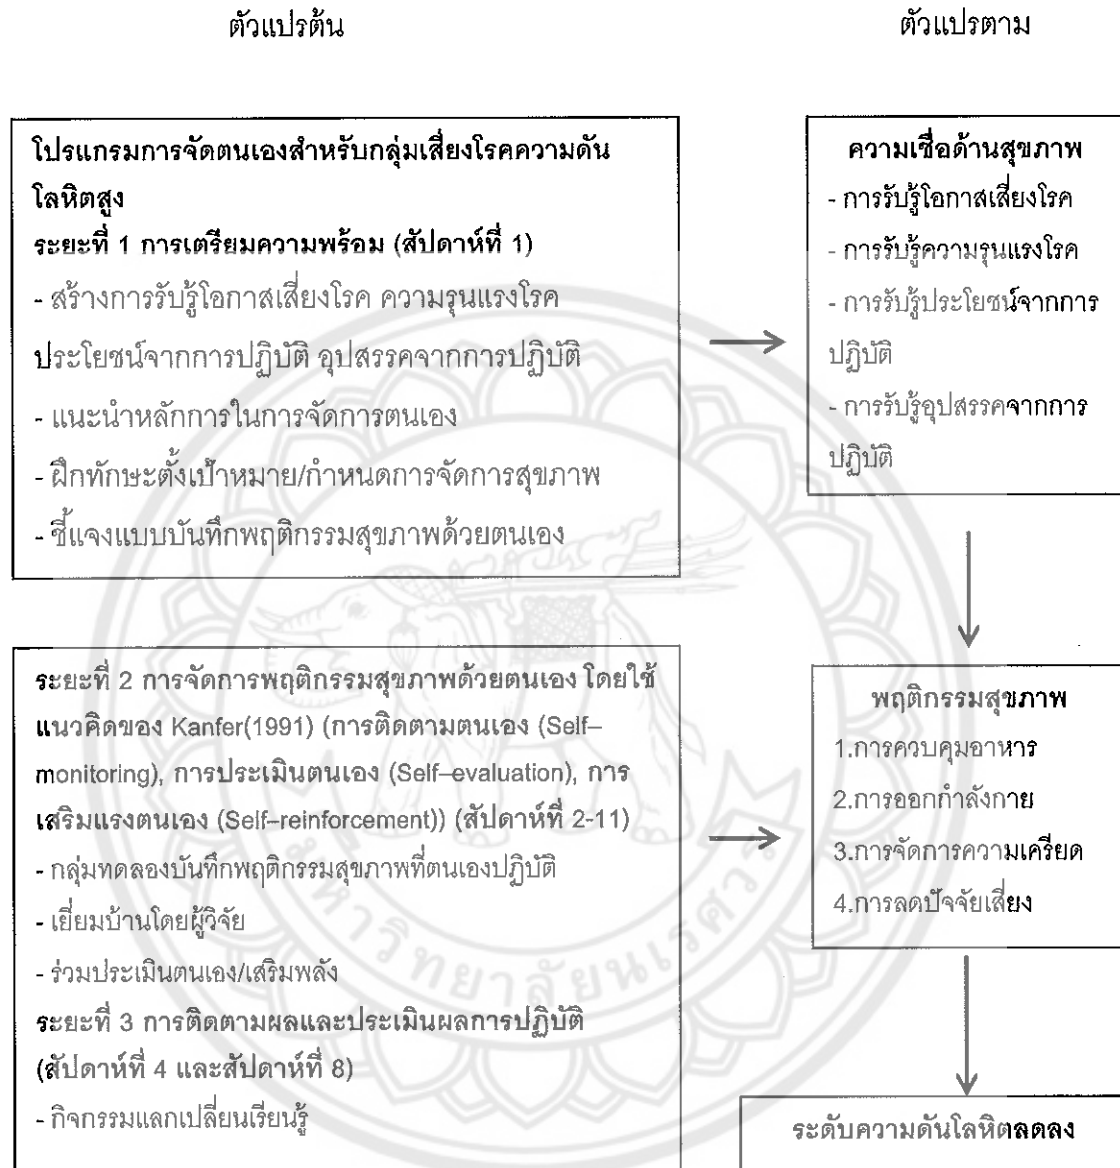 ตัวแปรต้น
ตัวแปรตาม
โปรแกรมการจัดตนเองสำหรับกลุ่มเสี่ยงโรคความดัน
โลหิตสูง
ระยะที่ 1 การเตรียมความพร้อม (สัปดาห์ที่ 1)
- สร้างการรับรู้โอกาสเสี่ยงโรค ความรุนแรงโรค
ประโยชน์จากการปฏิบัติ อุปสรรคจากการปฏิบัติ
- แนะนำหลักการในการจัดการตนเอง
- ฝึกทักษะตั้งเป้าหมาย/กำหนดการจัดการสุขภาพ
- ชี้แจงแบบบันทึกพฤติกรรมสุขภาพด้วยตนเอง
ความเชื่อด้านสุขภาพ
- การรับรู้โอกาสเสี่ยงโรค
- การรับรู้ความรุนแรงโรค
- การรับรู้ประโยชน์จากการ
ปฏิบัติ
- การรับรู้อุปสรรคจากการ
ปฏิบัติ
ระยะที่ 2 การจัดการพฤติกรรมสุขภาพด้วยตนเอง โดยใช้
แนวคิดของ Kanfer(1991) (การติดตามตนเอง (Self–
monitoring), การประเมินตนเอง (Self–evaluation), การ
เสริมแรงตนเอง (Self–reinforcement)) (สัปดาห์ที่ 2-11)
- กลุ่มทดลองบันทึกพฤติกรรมสุขภาพที่ตนเองปฏิบัติ
- เยี่ยมบ้านโดยผู้วิจัย
- ร่วมประเมินตนเอง/เสริมพลัง
ระยะที่ 3 การติดตามผลและประเมินผลการปฏิบัติ
(สัปดาห์ที่ 4 และสัปดาห์ที่ 8)
- กิจกรรมแลกเปลี่ยนเรียนรู้
พฤติกรรมสุขภาพ
1.การควบคุมอาหาร
2.การออกกำลังกาย
3.การจัดการความเครียด
4.การลดปัจจัยเสี่ยง
ระดับความดันโลหิตลดลง
มหาวิทยาลัยนเรศวร